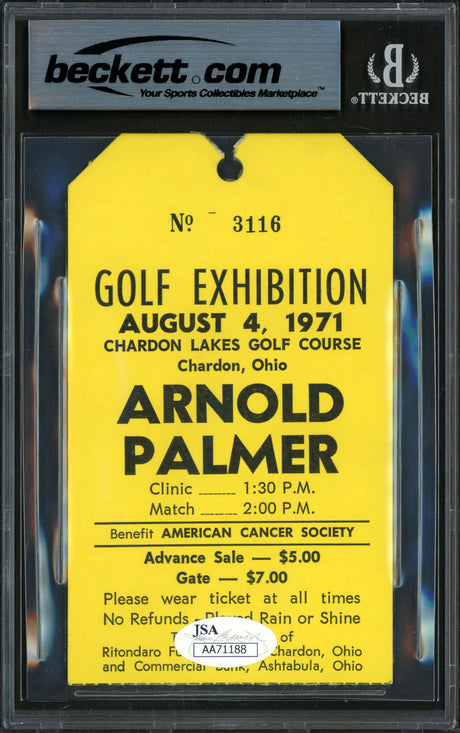 beckett.com
Your Sports Collectibles Marketplace™
B
BECKETT®
Nº 3116
GOLF EXHIBITION
AUGUST 4, 1971
CHARDON LAKES GOLF COURSE
Chardon, Ohio
ARNOLD
PALMER
Clinic ........ 1:30 P.M.
Match ........ 2:00 P.M.
Benefit AMERICAN CANCER SOCIETY
Advance Sale — $5.00
Gate — $7.00
Please wear ticket at all times
No Refunds - Played Rain or Shine
of
Ritondaro Chardon, Ohio
and Commercial Bank, Ashtabula, Ohio
JSA
AA71188